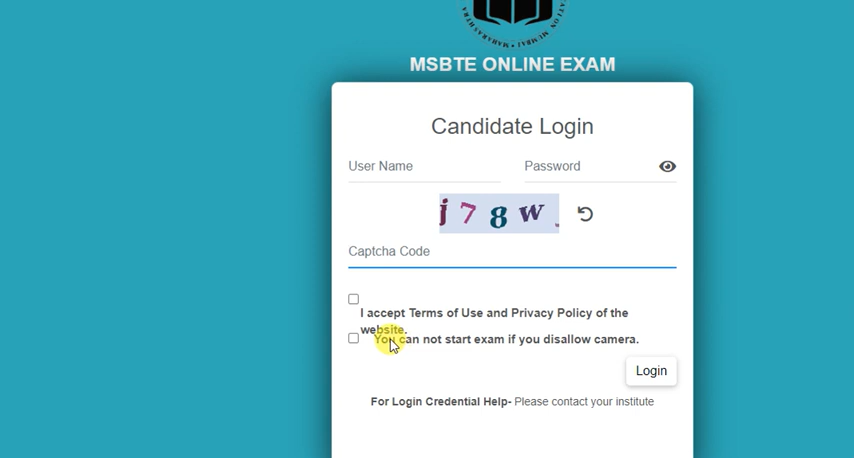 MSBTE ONLINE EXAM
Candidate Login
User Name
Password
j 7 8 w
Captcha Code
I accept Terms of Use and Privacy Policy of the
website.
You can not start exam if you disallow camera.
Login
For Login Credential Help- Please contact your institute